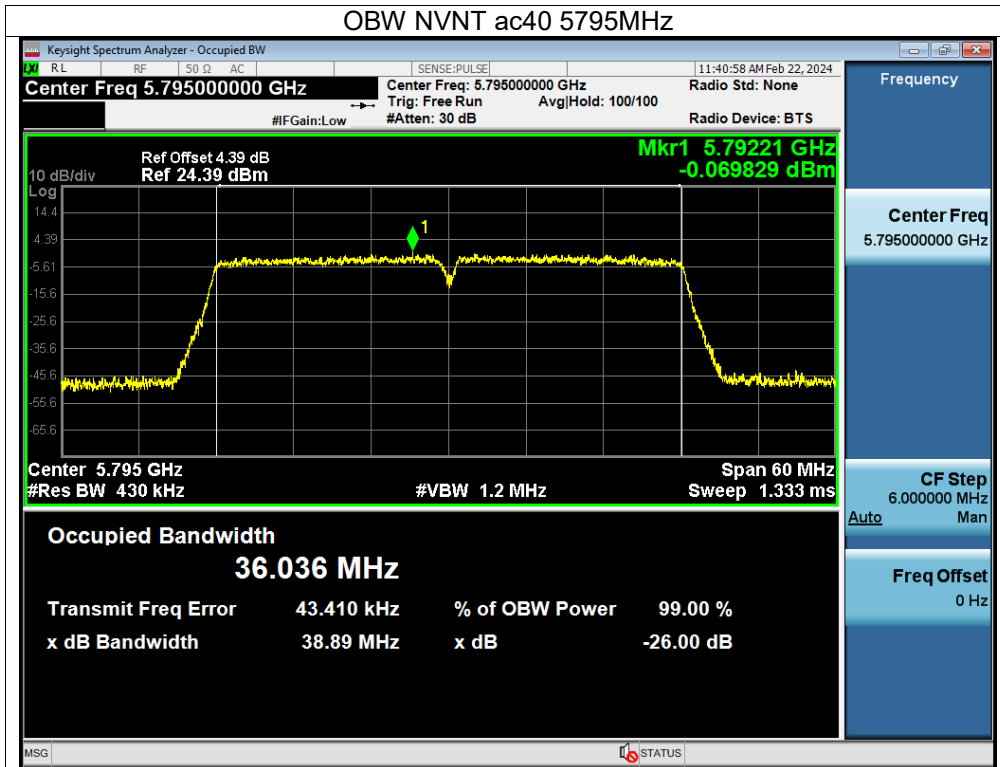 OBW NVNT ac40 5795MHz
Keysight Spectrum Analyzer - Occupied BW
LXI RL RF 50 Ω AC SENSE:PULSE 11:40:58 AM Feb 22, 2024
Center Freq 5.795000000 GHz
Center Freq: 5.795000000 GHz Radio Std: None
Trig: Free Run Avg|Hold: 100/100
#IFGain:Low #Atten: 30 dB Radio Device: BTS
Frequency
Mkr1 5.79221 GHz
-0.069829 dBm
Ref Offset 4.39 dB
10 dB/div Ref 24.39 dBm
Log
14.4
4.39
-5.61
-15.6
-25.6
-35.6
-45.6
-55.6
-65.6
1
Center 5.795 GHz Span 60 MHz
#Res BW 430 kHz #VBW 1.2 MHz Sweep 1.333 ms
Center Freq
5.795000000 GHz
CF Step
6.000000 MHz
Auto Man
Freq Offset
0 Hz
Occupied Bandwidth
36.036 MHz
Transmit Freq Error 43.410 kHz % of OBW Power 99.00 %
x dB Bandwidth 38.89 MHz x dB -26.00 dB
MSG STATUS